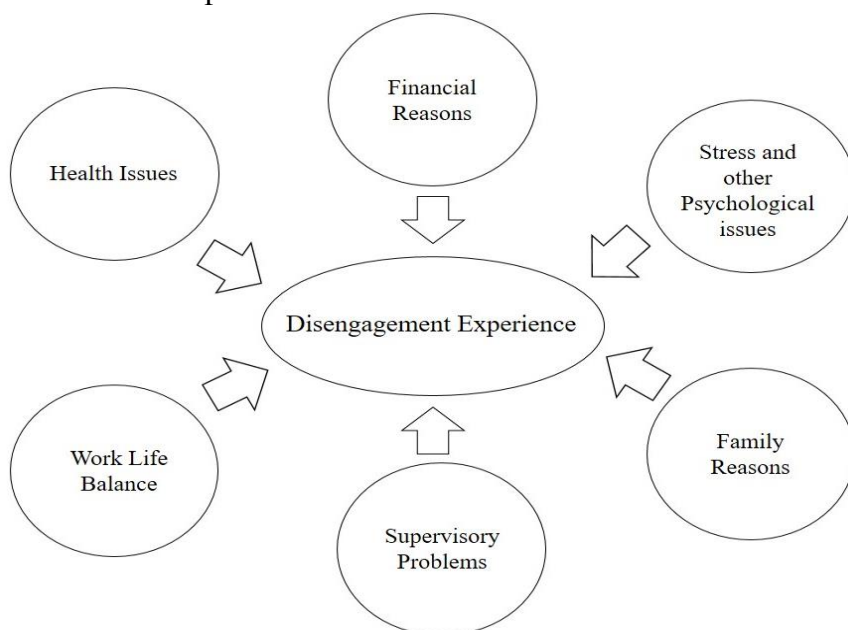 Financial
Reasons
Health Issues
Stress and
other
Psychological
issues
Disengagement Experience
Work Life
Balance
Family
Reasons
Supervisory
Problems